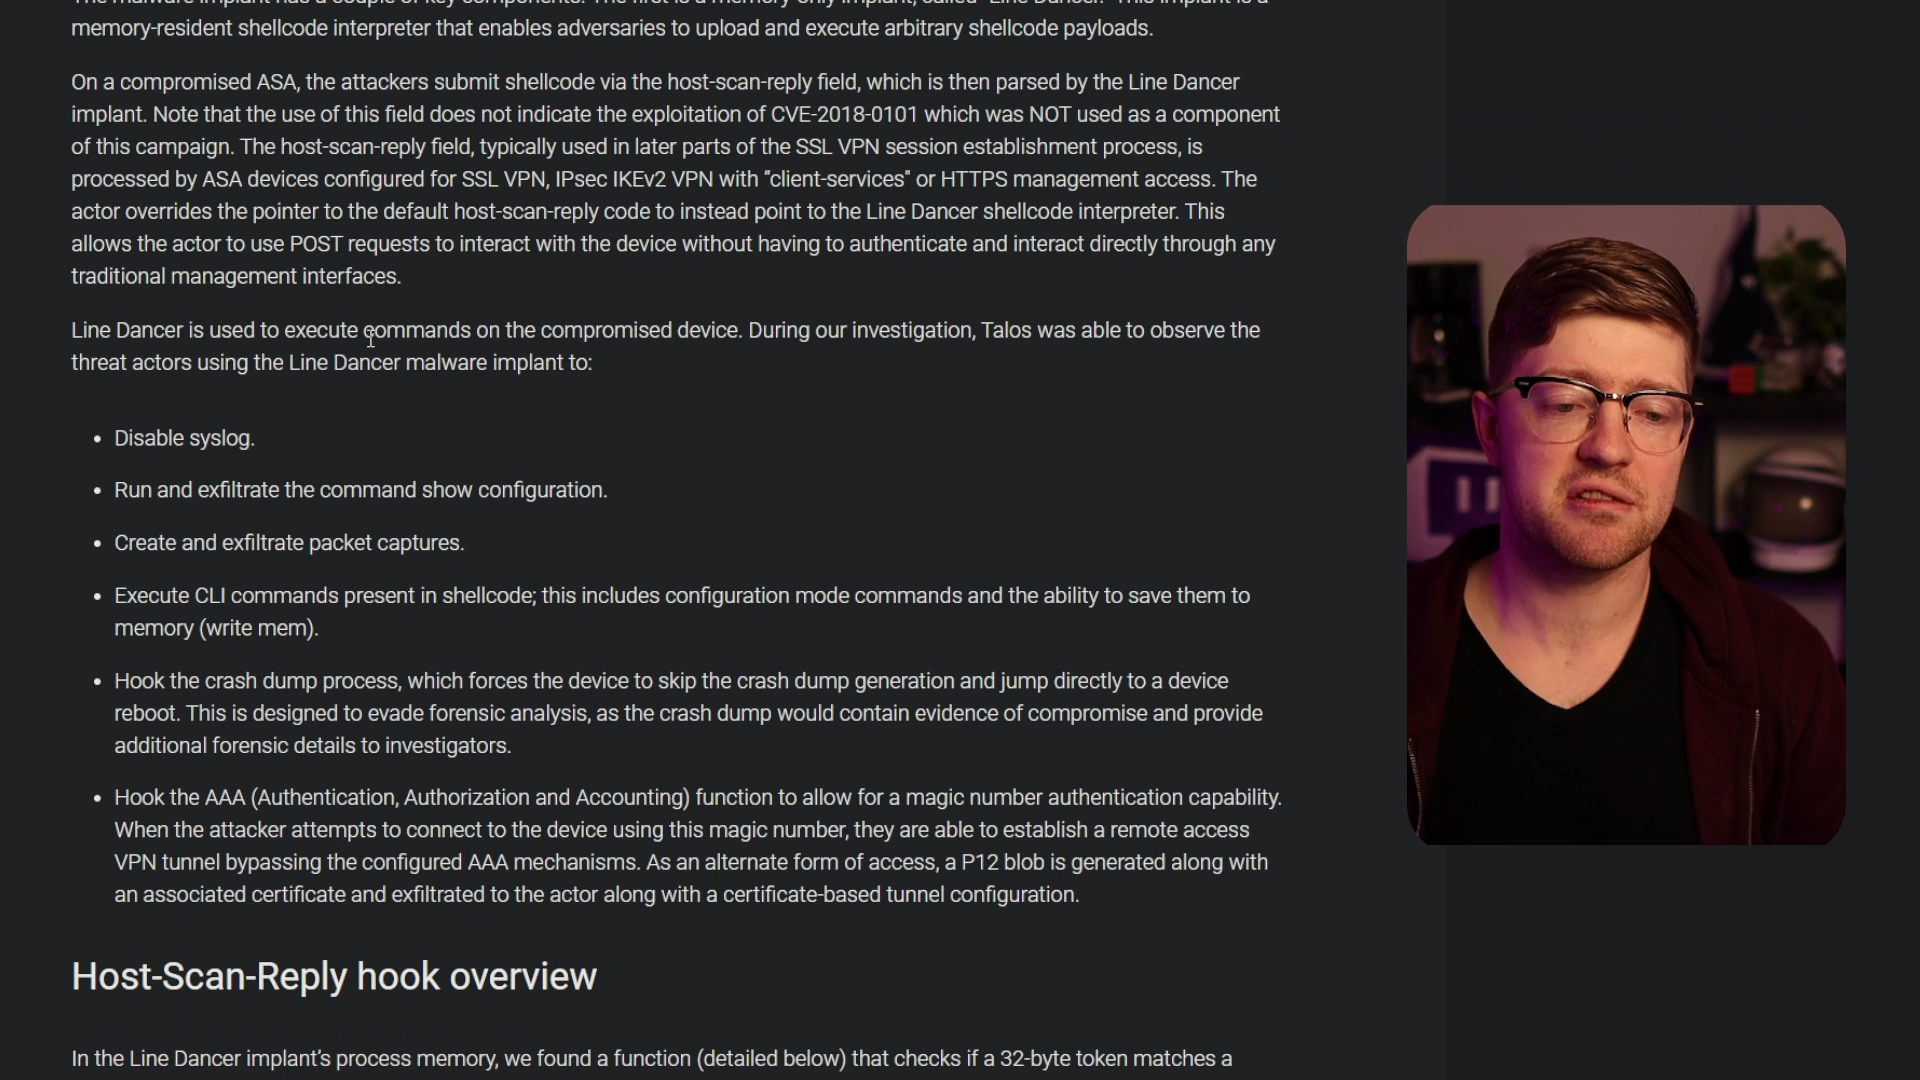 memory-resident shellcode interpreter that enables adversaries to upload and execute arbitrary shellcode payloads.
On a compromised ASA, the attackers submit shellcode via the host-scan-reply field, which is then parsed by the Line Dancer
implant. Note that the use of this field does not indicate the exploitation of CVE-2018-0101 which was NOT used as a component
of this campaign. The host-scan-reply field, typically used in later parts of the SSL VPN session establishment process, is
processed by ASA devices configured for SSL VPN, IPsec IKEv2 VPN with “client-services" or HTTPS management access. The
actor overrides the pointer to the default host-scan-reply code to instead point to the Line Dancer shellcode interpreter. This
allows the actor to use POST requests to interact with the device without having to authenticate and interact directly through any
traditional management interfaces.
Line Dancer is used to execute commands on the compromised device. During our investigation, Talos was able to observe the
threat actors using the Line Dancer malware implant to:
• Disable syslog.
• Run and exfiltrate the command show configuration.
• Create and exfiltrate packet captures.
• Execute CLI commands present in shellcode; this includes configuration mode commands and the ability to save them to
memory (write mem).
• Hook the crash dump process, which forces the device to skip the crash dump generation and jump directly to a device
reboot. This is designed to evade forensic analysis, as the crash dump would contain evidence of compromise and provide
additional forensic details to investigators.
• Hook the AAA (Authentication, Authorization and Accounting) function to allow for a magic number authentication capability.
When the attacker attempts to connect to the device using this magic number, they are able to establish a remote access
VPN tunnel bypassing the configured AAA mechanisms. As an alternate form of access, a P12 blob is generated along with
an associated certificate and exfiltrated to the actor along with a certificate-based tunnel configuration.
Host-Scan-Reply hook overview
In the Line Dancer implant’s process memory, we found a function (detailed below) that checks if a 32-byte token matches a